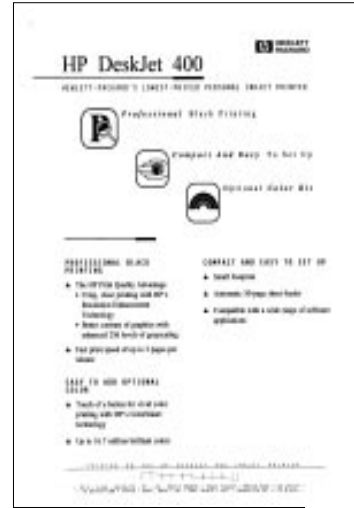 HEWLETT
PACKARD
HP DeskJet 400
HEWLETT-PACKARD'S LOWEST-PRICED PERSONAL INKJET PRINTER
Professional Black Printing
Compact And Easy To Set Up
Optional Color Kit
PROFESSIONAL BLACK
PRINTING
The HP Print Quality Advantage
Crisp, clear printing with HP's
Resolution Enhancement
Technology
Better contrast of graphics with
enhanced 256 levels of grayscaling
Fast print speed of up to 3 pages per
minute
EASY TO ADD OPTIONAL
COLOR
Touch of a button for vivid color
printing with HP's
technology
Up to 16.7 million brilliant colors
COMPACT AND EASY TO SET UP
Small footprint
Automatic 30-page sheet feeder
Compatible with a wide range of software
applications